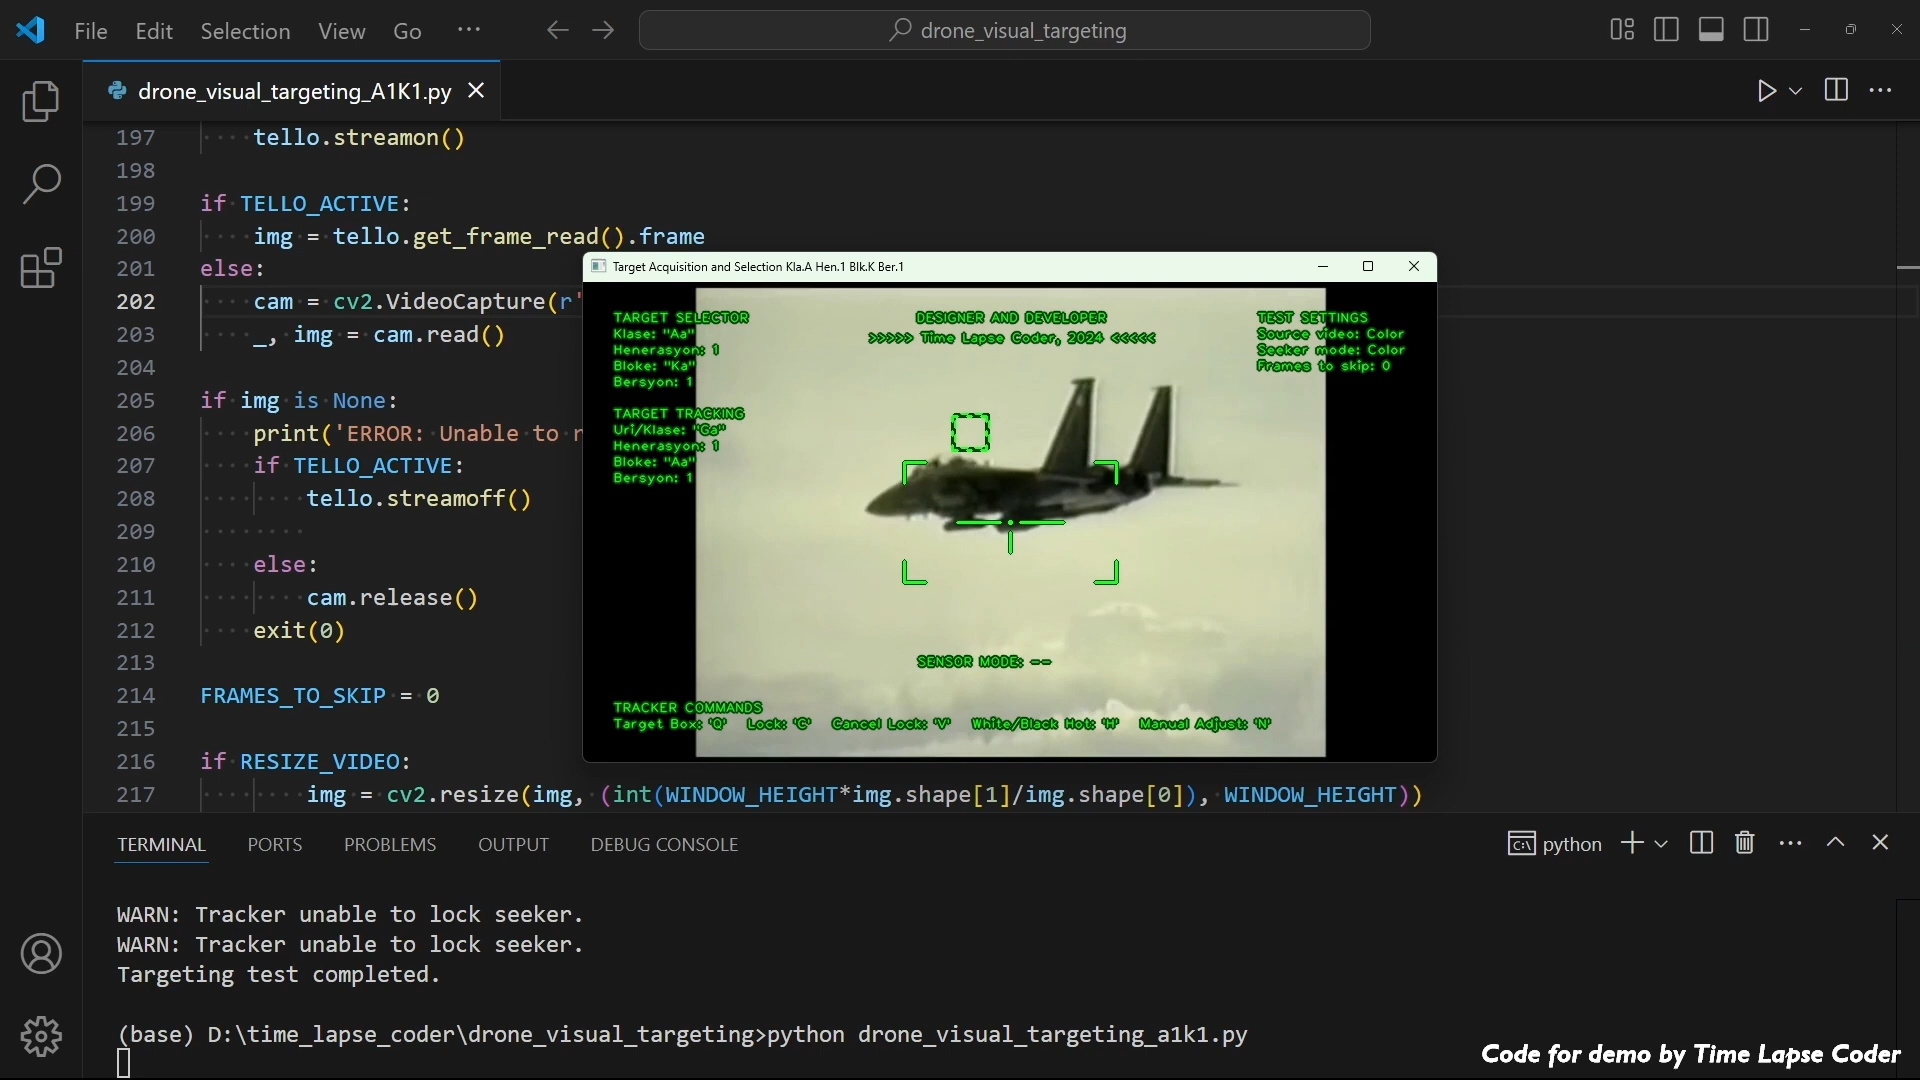 File Edit Selection View Go ···
drone_visual_targeting
drone_visual_targeting_A1K1.py
197 tello.streamon()
198
199 if TELLO_ACTIVE:
200 img = tello.get_frame_read().frame
201 else:
202 cam = cv2.VideoCapture(r'
203 _, img = cam.read()
204
205 if img is None:
206 print('ERROR: Unable to r
207 if TELLO_ACTIVE:
208 tello.streamoff()
209
210 else:
211 cam.release()
212 exit(0)
213
214 FRAMES_TO_SKIP = 0
215
216 if RESIZE_VIDEO:
217 img = cv2.resize(img, (int(WINDOW_HEIGHT*img.shape[1]/img.shape[0]), WINDOW_HEIGHT))
Target Acquisition and Selection Kla.A Hen.1 Blk.K Ber.1
TARGET SELECTOR
Klase: "Aa"
Henerasyon: 1
Bloke: "Ka"
Bersyon: 1
TARGET TRACKING
Uri/Klase: "Ga"
Henerasyon: 1
Bloke: "Aa"
Bersyon: 1
DESIGNER AND DEVELOPER
>>>>> Time Lapse Coder, 2024 <<<<<
TEST SETTINGS
Source video: Color
Seeker mode: Color
Frames to skip: 0
SENSOR MODE: --
TRACKER COMMANDS
Target Box: 'Q' Lock: 'C' Cancel Lock: 'V' White/Black Hot: 'H' Manual Adjust: 'N'
TERMINAL PORTS PROBLEMS OUTPUT DEBUG CONSOLE
python
WARN: Tracker unable to lock seeker.
WARN: Tracker unable to lock seeker.
Targeting test completed.
(base) D:\time_lapse_coder\drone_visual_targeting>python drone_visual_targeting_a1k1.py
Code for demo by Time Lapse Coder